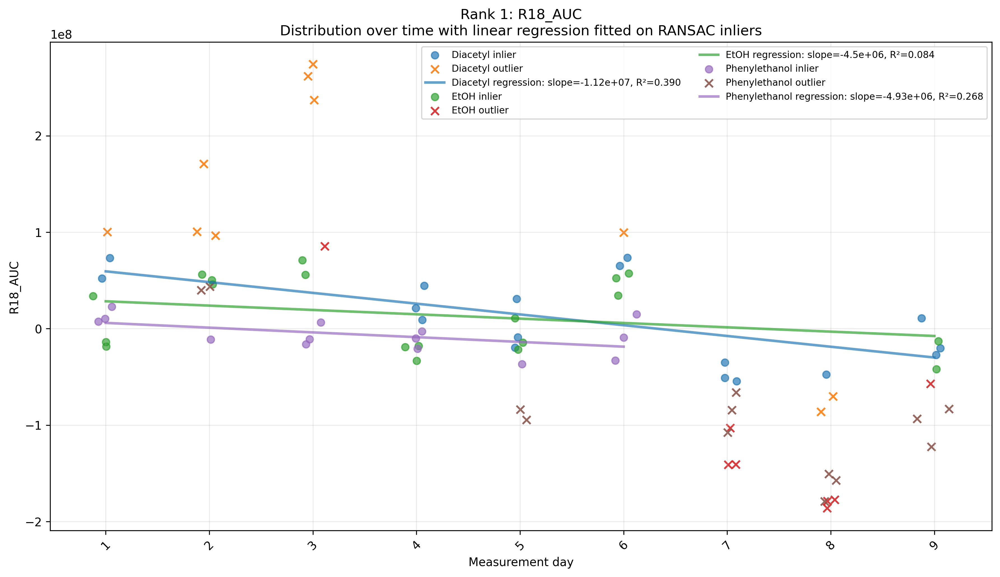 Rank 1: R18_AUC
Distribution over time with linear regression fitted on RANSAC inliers
1e8
Diacetyl inlier
Diacetyl outlier
Diacetyl regression: slope=-1.12e+07, R²=0.390
EtOH inlier
EtOH outlier
EtOH regression: slope=-4.5e+06, R²=0.084
Phenylethanol inlier
Phenylethanol outlier
Phenylethanol regression: slope=-4.93e+06, R²=0.268
2
1
0
−1
−2
R18_AUC
1
2
3
4
5
6
7
8
9
Measurement day